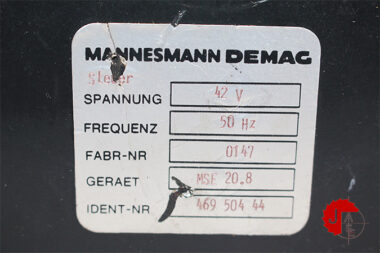 MANNESMANN DEMAG
steuer
SPANNUNG 42 V
FREQUENZ 50 Hz
FABR-NR 0147
GERAET MSE 20.8
IDENT-NR 469 504 44